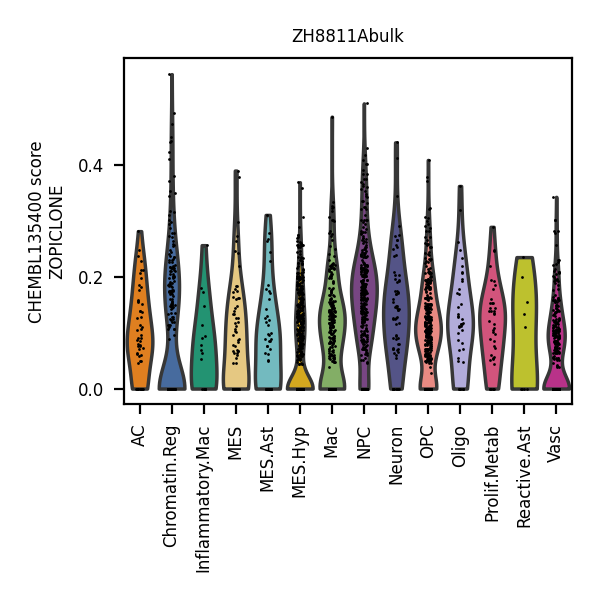 ZH8811Abulk
CHEMBL135400 score
ZOPICLONE
0.4
0.2
0.0
AC
Chromatin.Reg
Inflammatory.Mac
MES
MES.Ast
MES.Hyp
Mac
NPC
Neuron
OPC
Oligo
Prolif.Metab
Reactive.Ast
Vasc